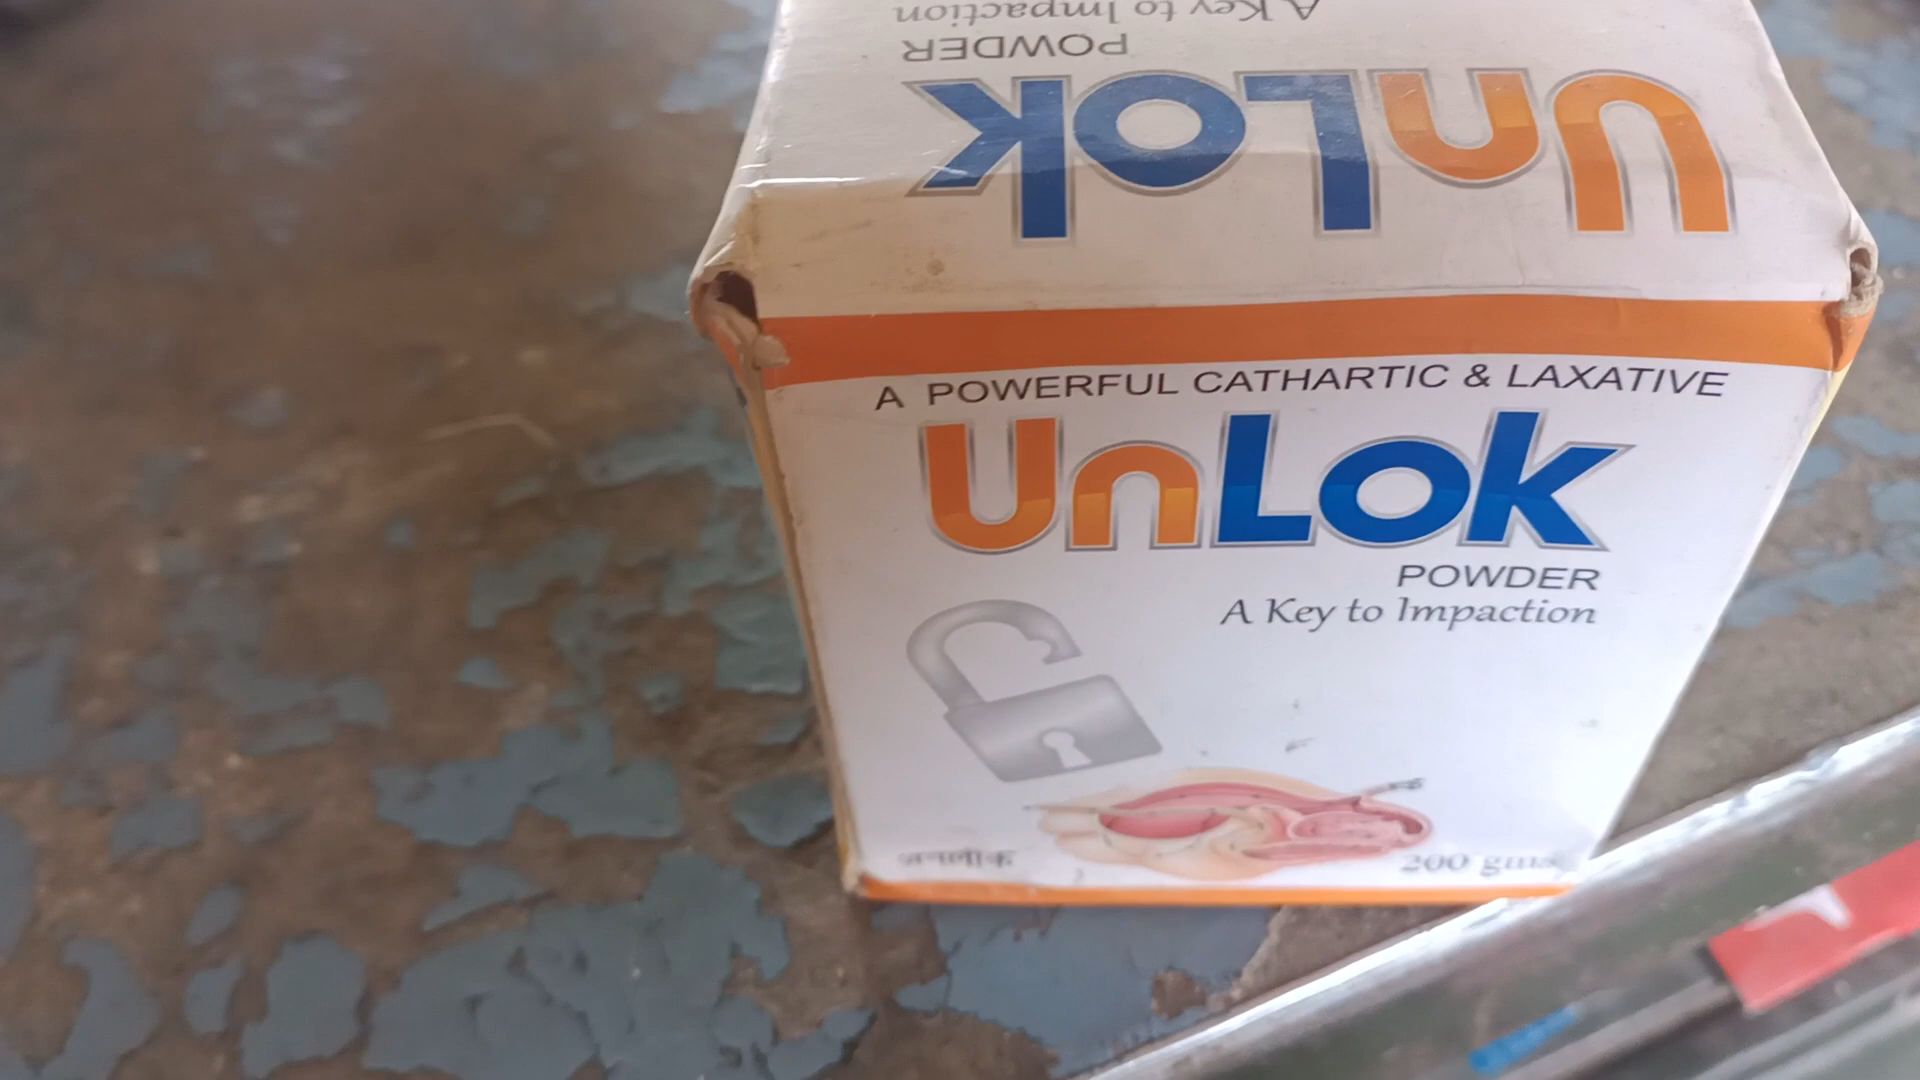 A Key to Impaction
POWDER
UnLok
A POWERFUL CATHARTIC & LAXATIVE
UnLok
POWDER
A Key to Impaction
200 gms